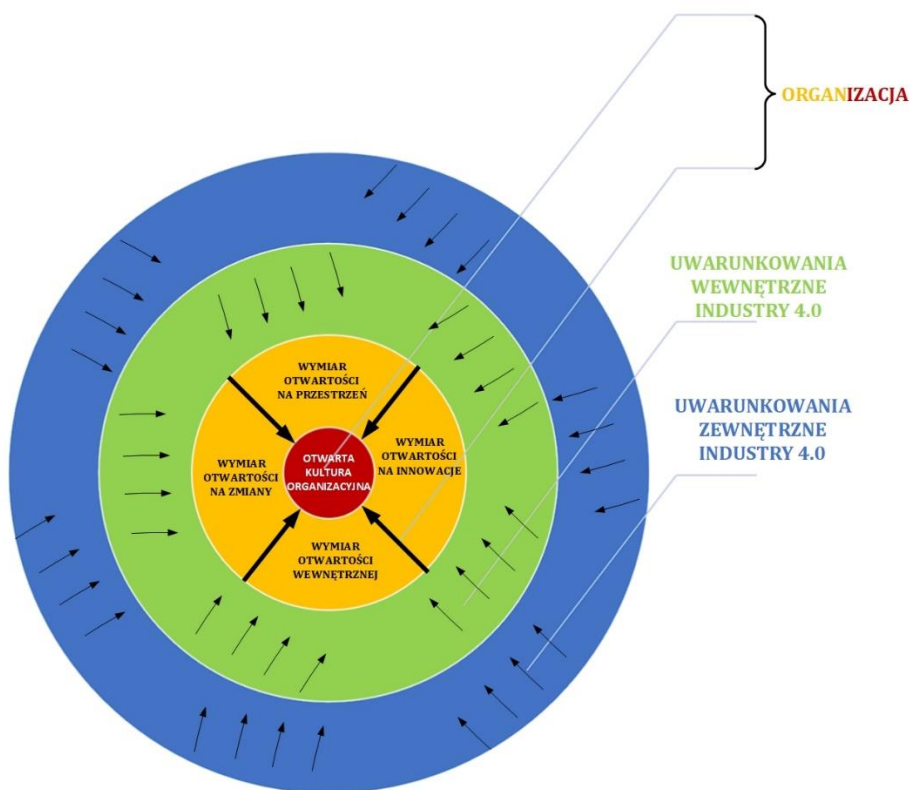 ORGANIZACJA
UWARUNKOWANIA
WEWNĘTRZNE
INDUSTRY 4.0
UWARUNKOWANIA
ZEWNĘTRZNE
INDUSTRY 4.0
WYMIAR
OTWARTOŚCI
NA PRZESTRZEŃ
WYMIAR
OTWARTOŚCI
NA ZMIANY
OTWARTA
KULTURA
ORGANIZACYJNA
WYMIAR
OTWARTOŚCI
NA INNOWACJE
WYMIAR
OTWARTOŚCI
WEWNĘTRZNEJ